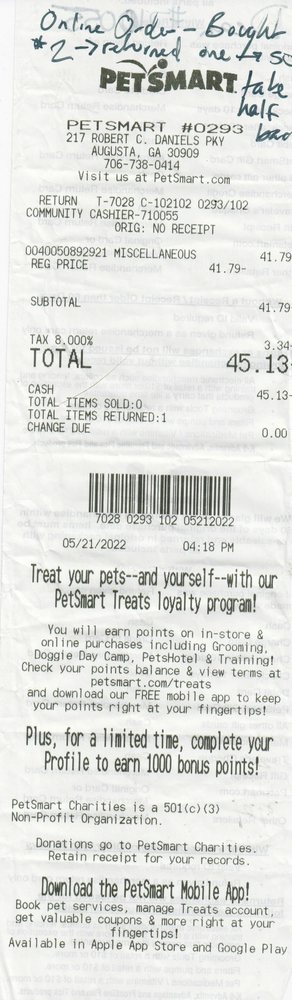 Online Order - Bought
* 2 -> returned one to
take
half
PETSMART
PETSMART #0293
217 ROBERT C. DANIELS PKY
AUGUSTA, GA 30909
706-738-0414
Visit us at PetSmart.com
RETURN T-7028 C-102102 0293/102
COMMUNITY CASHIER-710055
ORIG: NO RECEIPT
0040050892921 MISCELLANEOUS 41.79
REG PRICE 41.79-
SUBTOTAL 41.79
TAX 8.000% 3.34
TOTAL 45.13
CASH 45.13-
TOTAL ITEMS SOLD:0
TOTAL ITEMS RETURNED:1
CHANGE DUE 0.00
7028 0293 102 05212022
05/21/2022 04:18 PM
Treat your pets--and yourself--with our
PetSmart Treats loyalty program!
You will earn points on in-store &
online purchases including Grooming,
Doggie Day Camp, PetsHotel & Training!
Check your points balance & view terms at
petsmart.com/treats
and download our FREE mobile app to keep
your points right at your fingertips!
Plus, for a limited time, complete your
Profile to earn 1000 bonus points!
PetSmart Charities is a 501(c)(3)
Non-Profit Organization.
Donations go to PetSmart Charities.
Retain receipt for your records.
Download the PetSmart Mobile App!
Book pet services, manage Treats account,
get valuable coupons & more right at your
fingertips!
Available in Apple App Store and Google Play